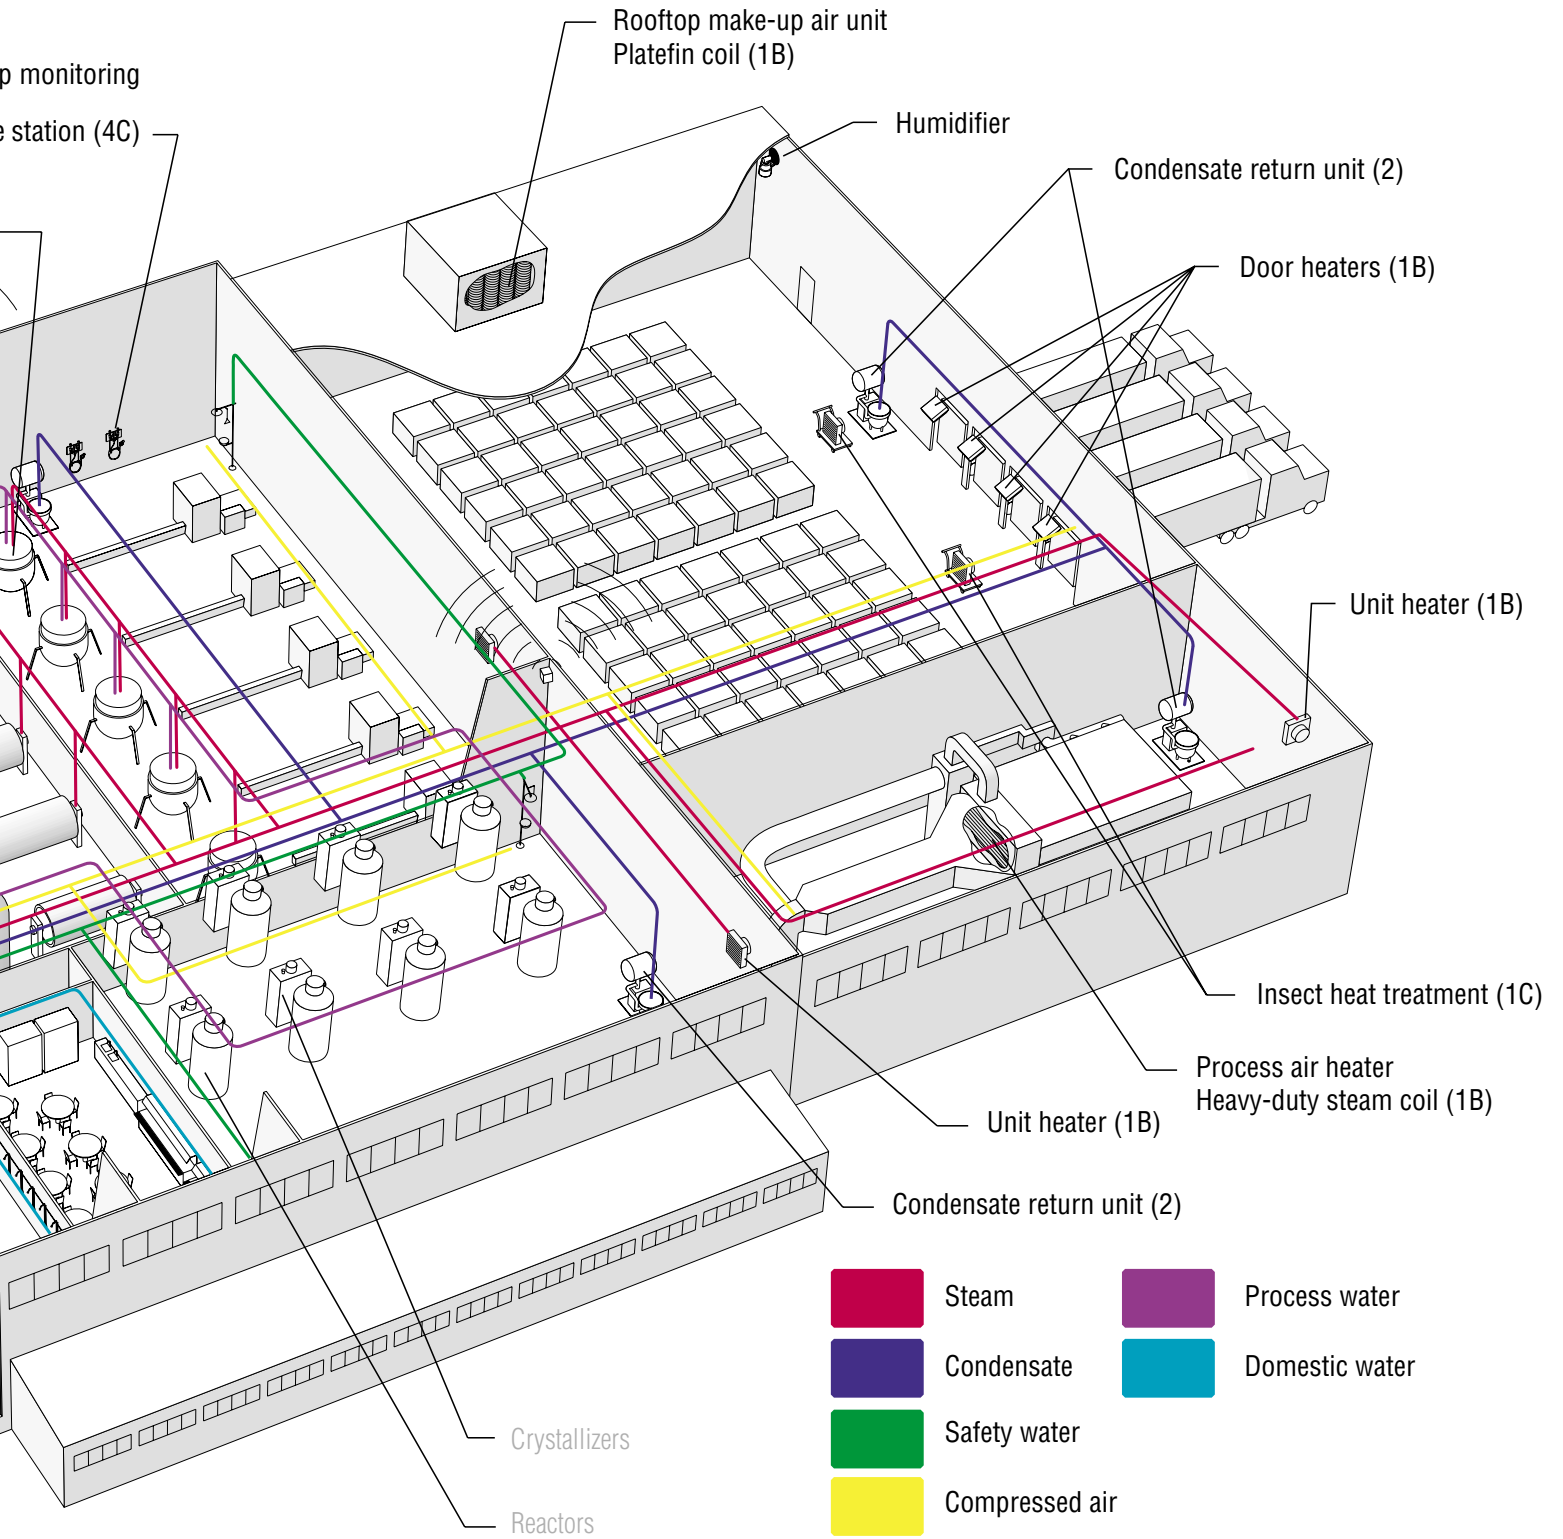 Rooftop make-up air unit
Platefin coil (1B)
p monitoring
Humidifier
e station (4C)
Condensate return unit (2)
Door heaters (1B)
Unit heater (1B)
Insect heat treatment (1C)
Process air heater
Heavy-duty steam coil (1B)
Unit heater (1B)
Condensate return unit (2)
Steam
Process water
Condensate
Domestic water
Safety water
Crystallizers
Compressed air
Reactors